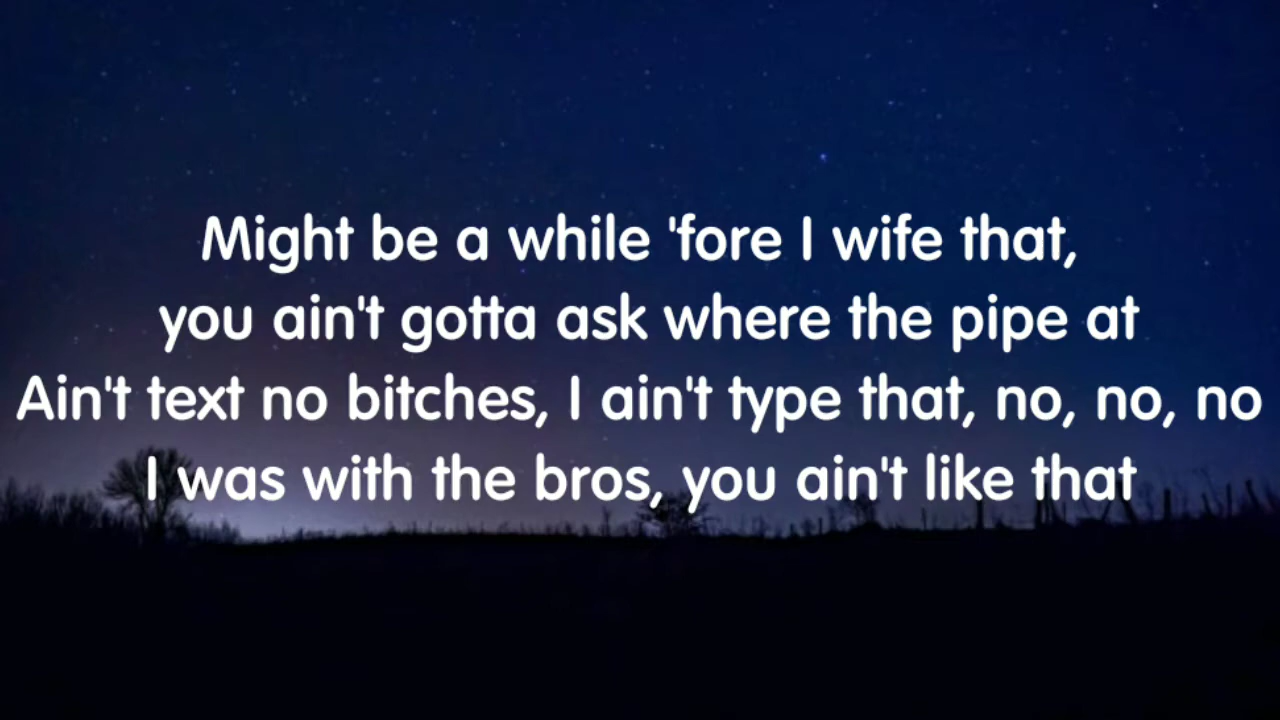 Might be a while 'fore I wife that,
you ain't gotta ask where the pipe at
Ain't text no bitches, I ain't type that, no, no, no
I was with the bros, you ain't like that